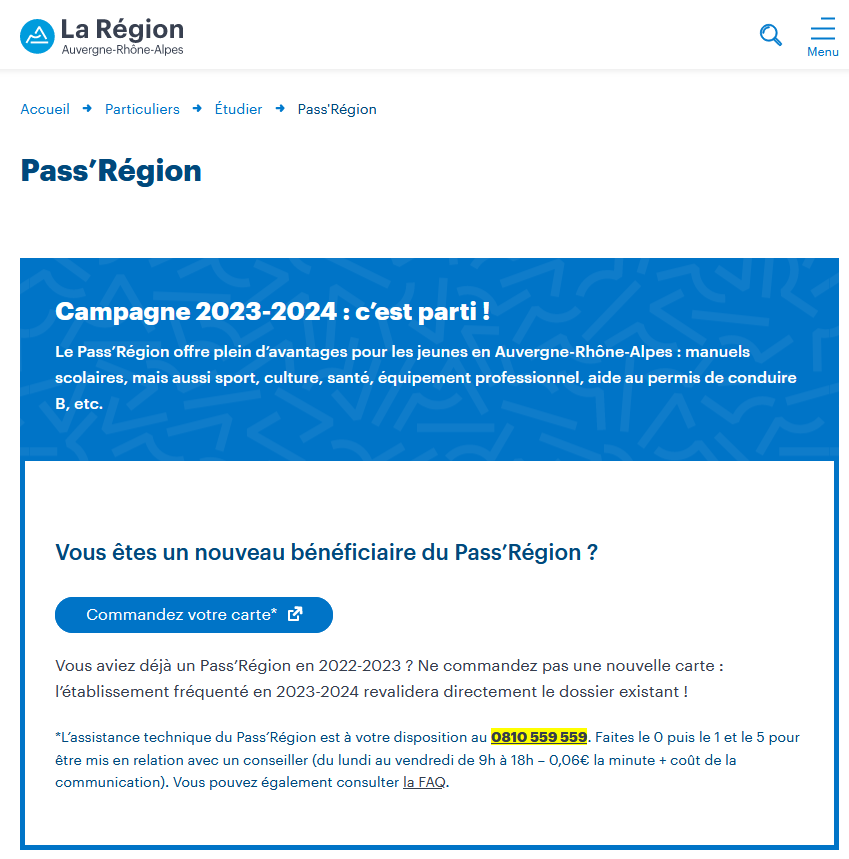 La Région
Auvergne-Rhône-Alpes
Menu
Accueil Particuliers Étudier Pass'Région
Pass’Région
Campagne 2023-2024 : c’est parti !
Le Pass’Région offre plein d’avantages pour les jeunes en Auvergne-Rhône-Alpes : manuels
scolaires, mais aussi sport, culture, santé, équipement professionnel, aide au permis de conduire
B, etc.
Vous êtes un nouveau bénéficiaire du Pass’Région ?
Commandez votre carte*
Vous aviez déjà un Pass’Région en 2022-2023 ? Ne commandez pas une nouvelle carte :
l’établissement fréquenté en 2023-2024 revalidera directement le dossier existant !
*L’assistance technique du Pass’Région est à votre disposition au 0810 559 559. Faites le 0 puis le 1 et le 5 pour
être mis en relation avec un conseiller (du lundi au vendredi de 9h à 18h – 0,06€ la minute + coût de la
communication). Vous pouvez également consulter la FAQ.